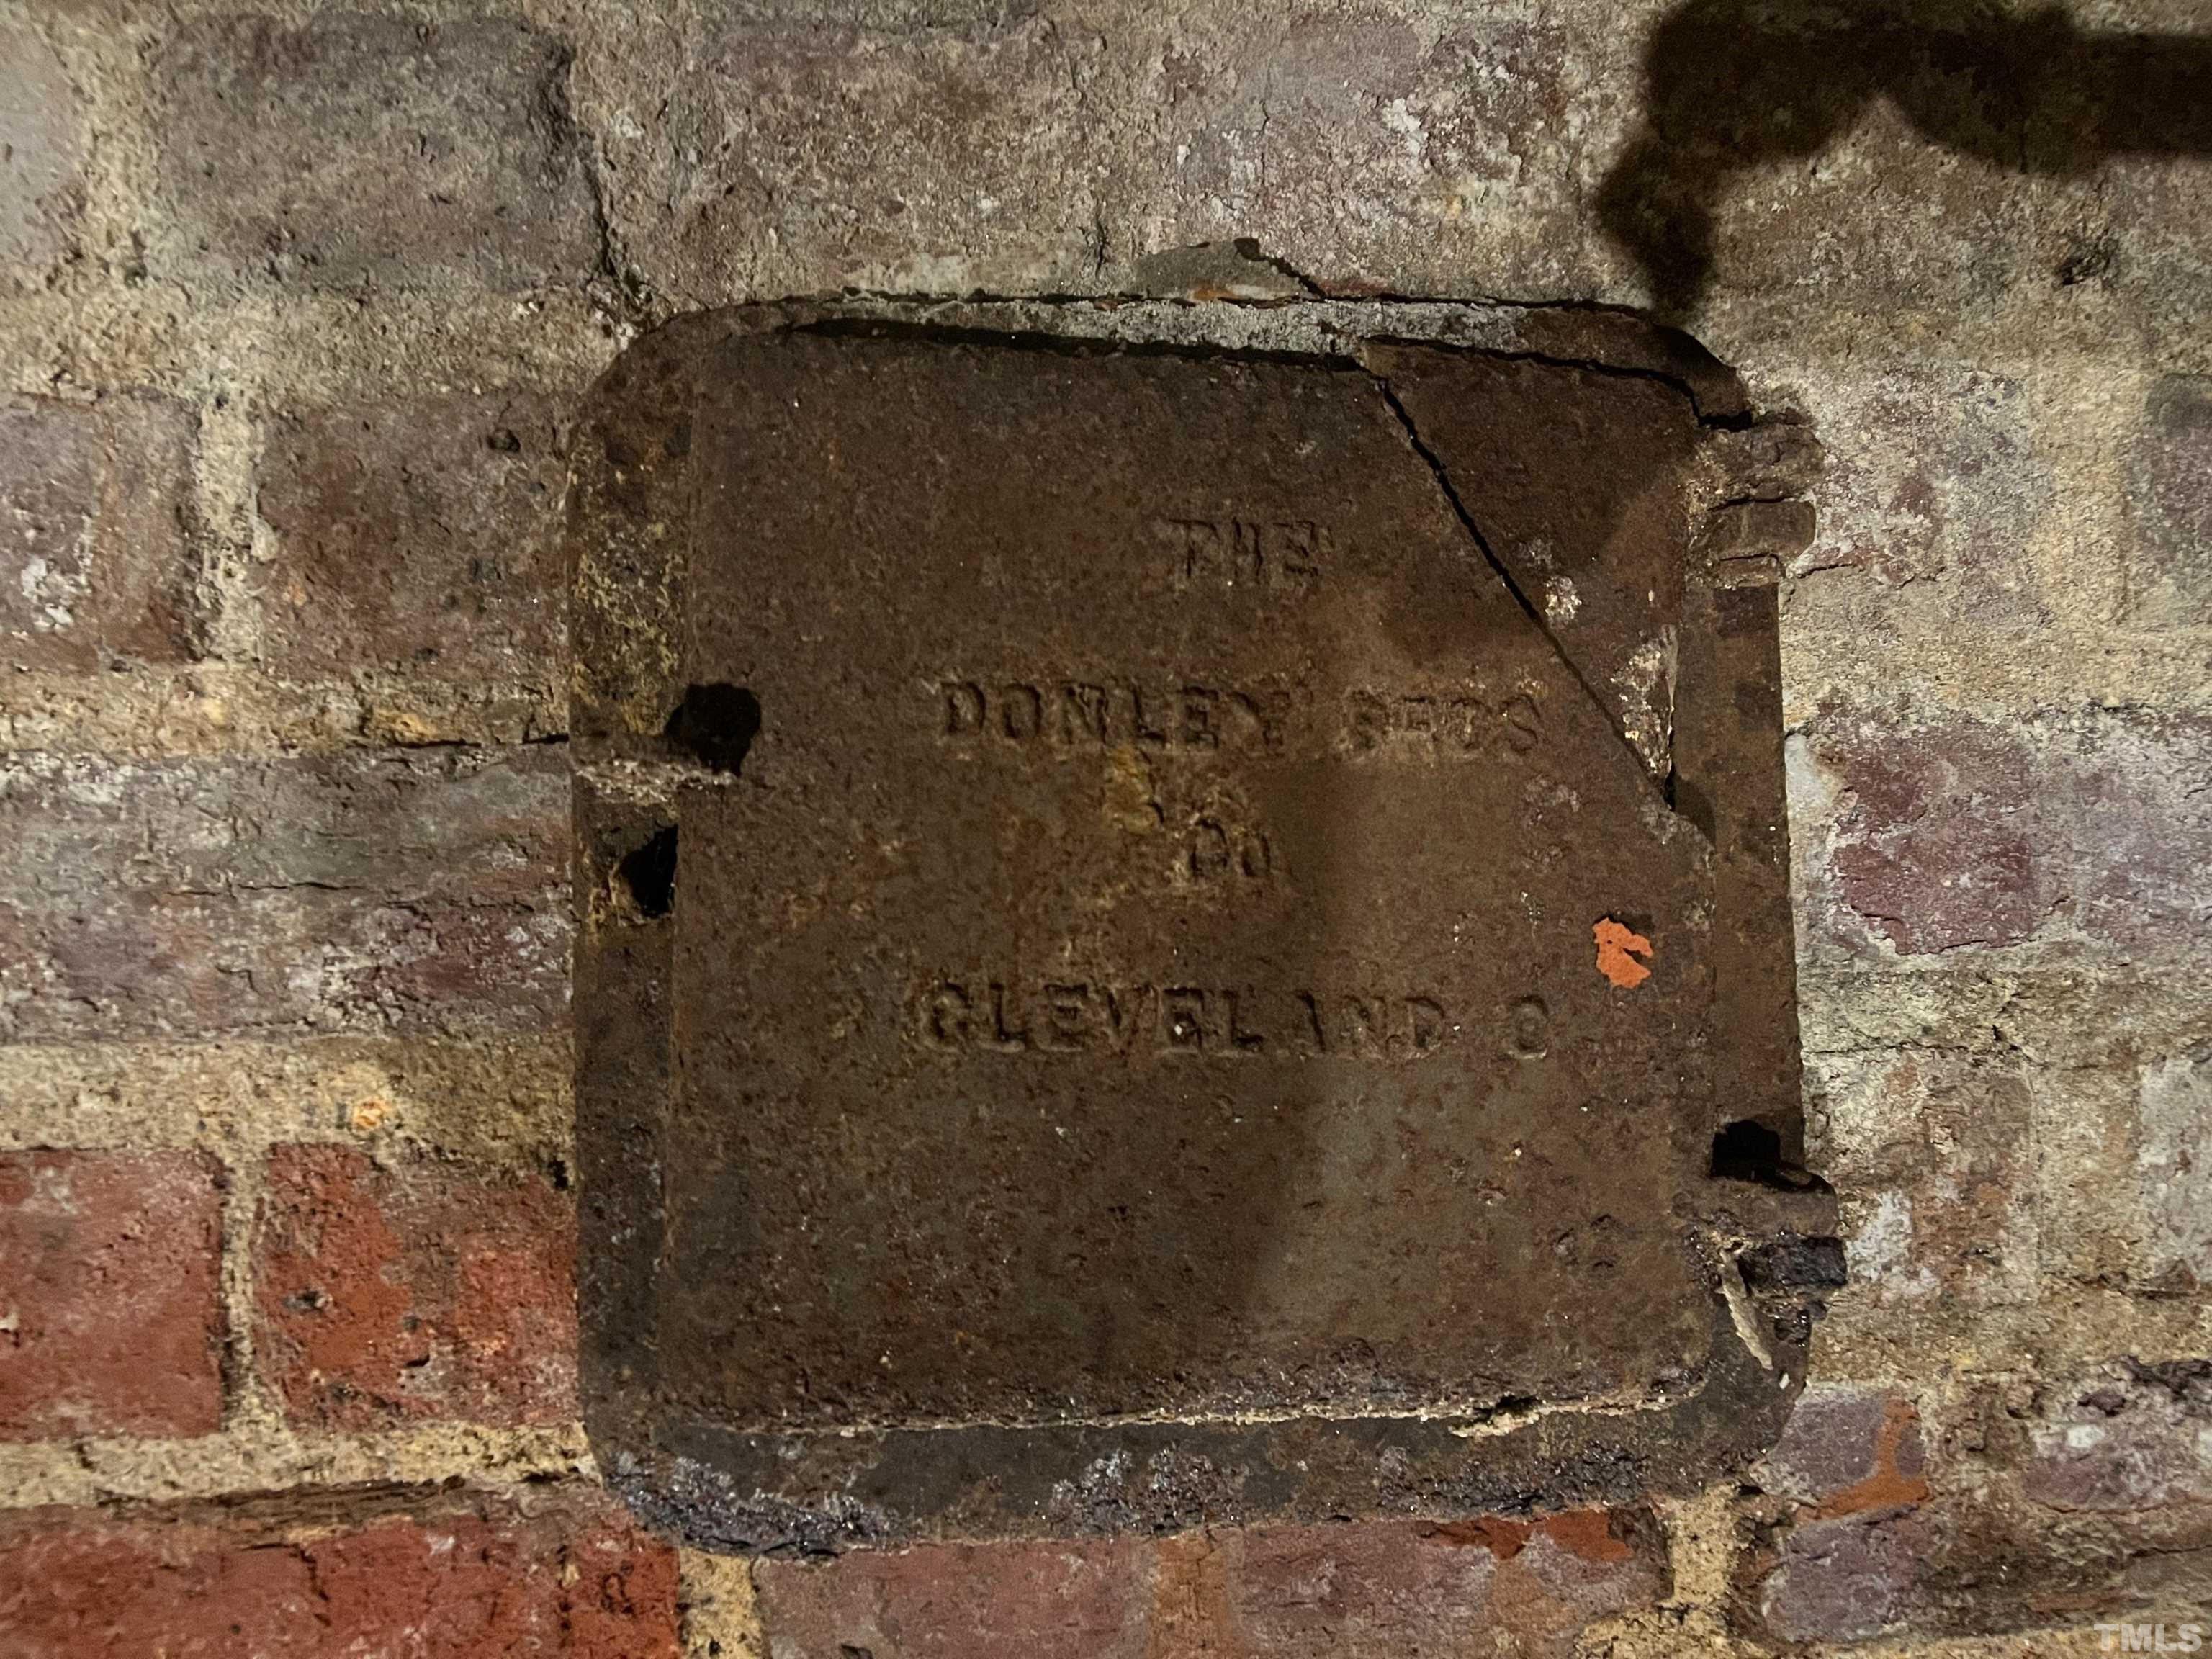 THE
DONLEY BROS
CO
CLEVELAND O
TMLS